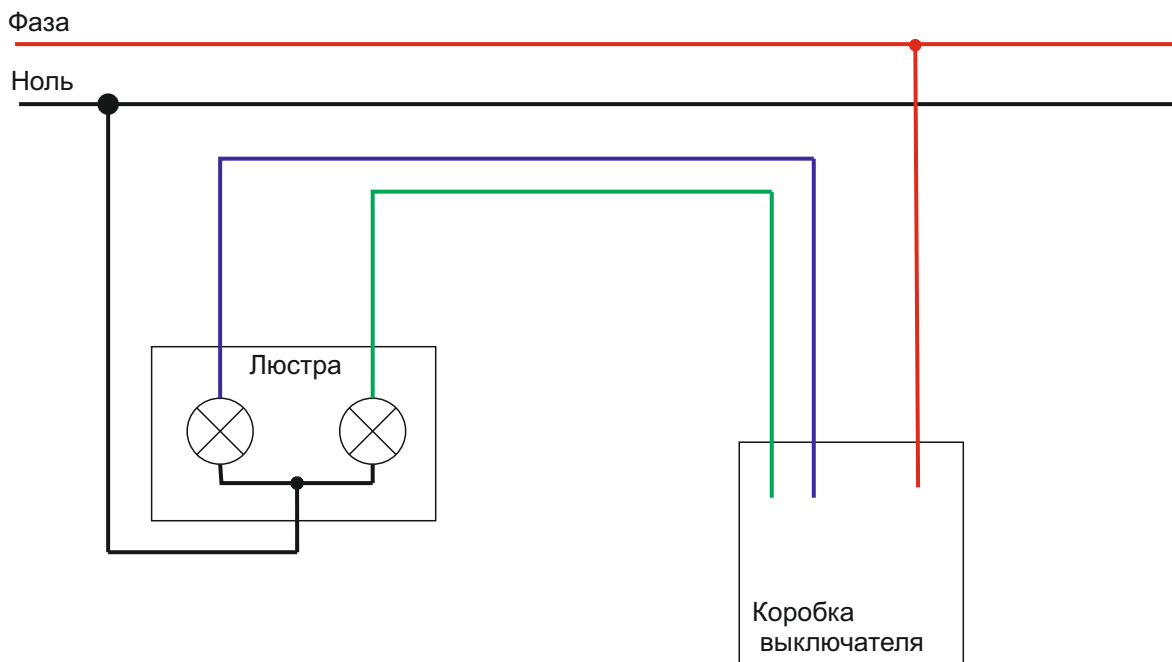 Фаза
Ноль
Люстра
Коробка
выключателя